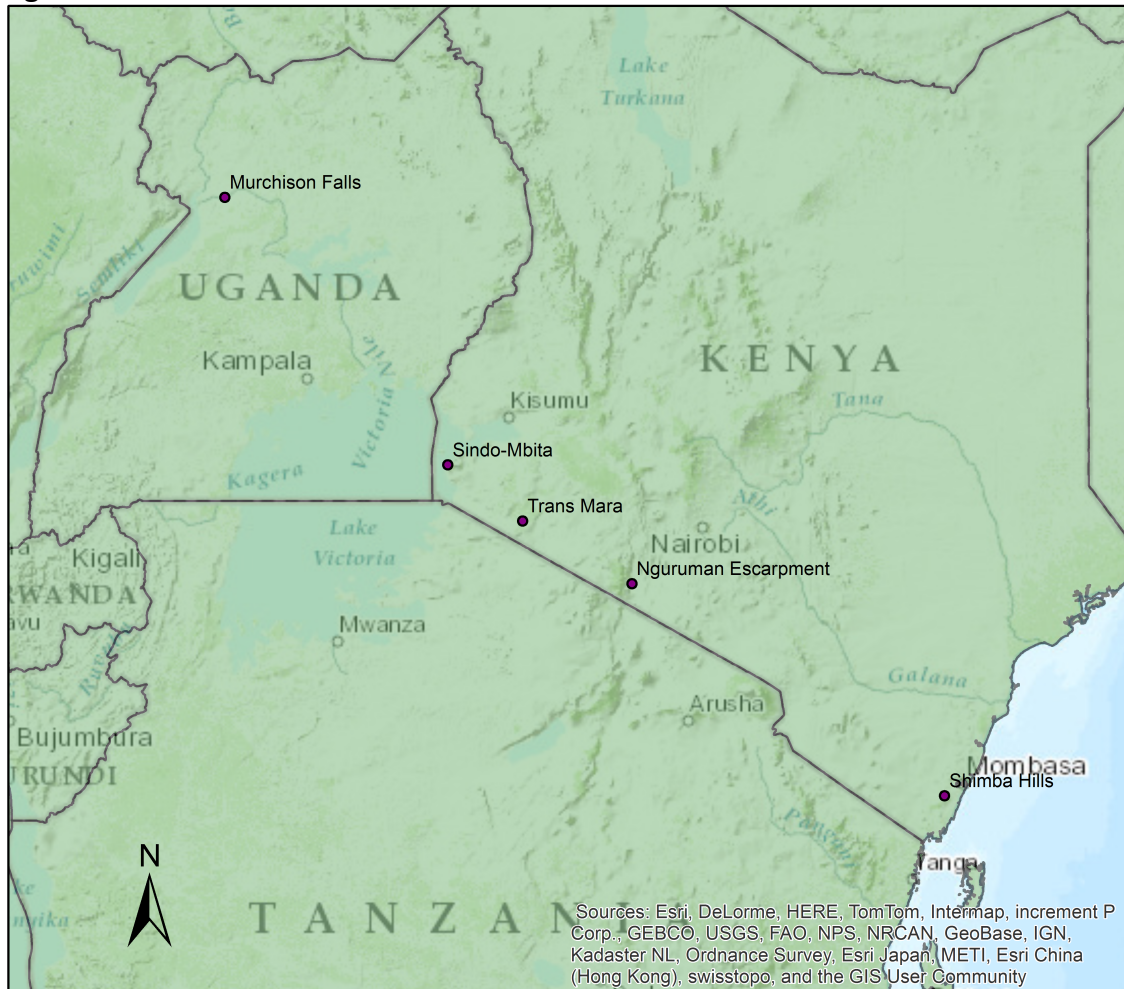 Lake
Turkana
Murchison Falls
Semliki
UGANDA
KENYA
Kampala
Victoria Nile
Kisumu
Tana
Sindo-Mbita
Kagera
Athi
Trans Mara
Lake
Victoria
Nairobi
Kigali
Nguruman Escarpment
Mwanza
Galana
Arusha
Bujumbura
Mombasa
Shimba Hills
Pangani
N
Tanga
TANZANIA
Sources: Esri, DeLorme, HERE, TomTom, Intermap, increment P
Corp., GEBCO, USGS, FAO, NPS, NRCAN, GeoBase, IGN,
Kadaster NL, Ordnance Survey, Esri Japan, METI, Esri China
(Hong Kong), swisstopo, and the GIS User Community